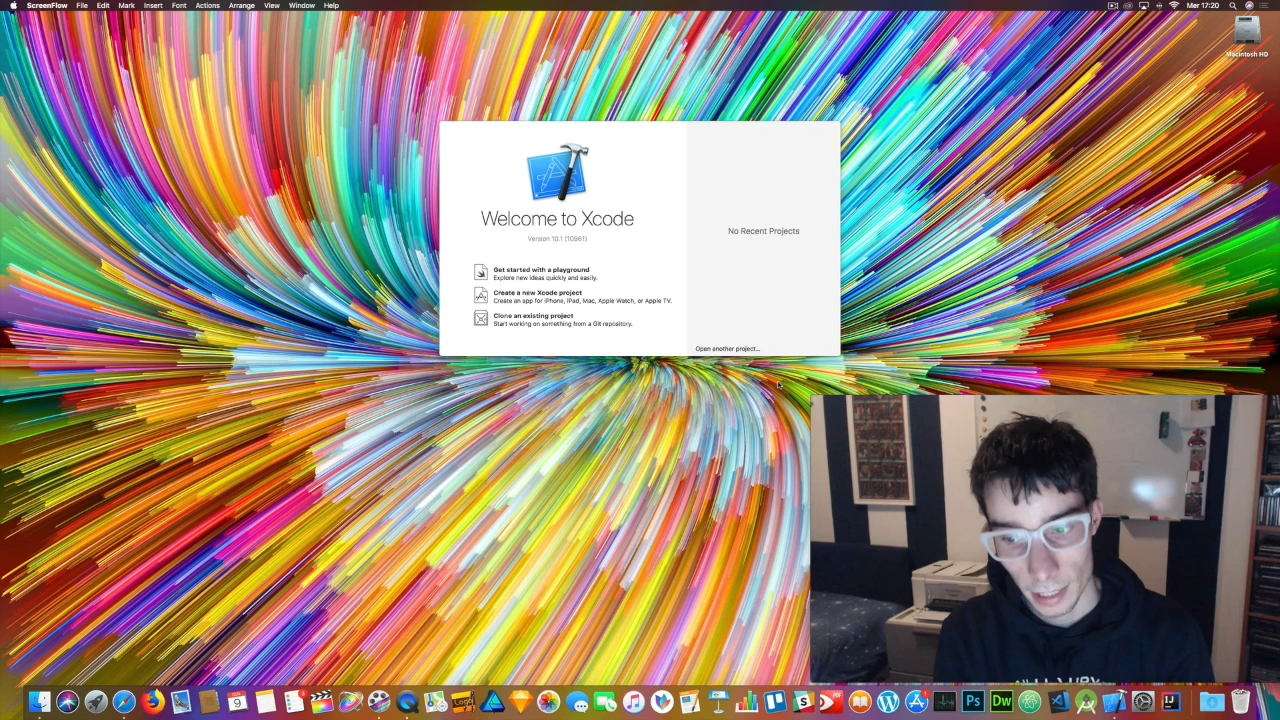 ScreenFlow File Edit Mark Insert Font Actions Arrange View Window Help
Mer 17:20
Macintosh HD
Welcome to Xcode
Version 10.1 (10B61)
Get started with a playground
Explore new ideas quickly and easily.
Create a new Xcode project
Create an app for iPhone, iPad, Mac, Apple Watch, or Apple TV.
Clone an existing project
Start working on something from a Git repository.
No Recent Projects
Open another project...
9
Ps
Dw